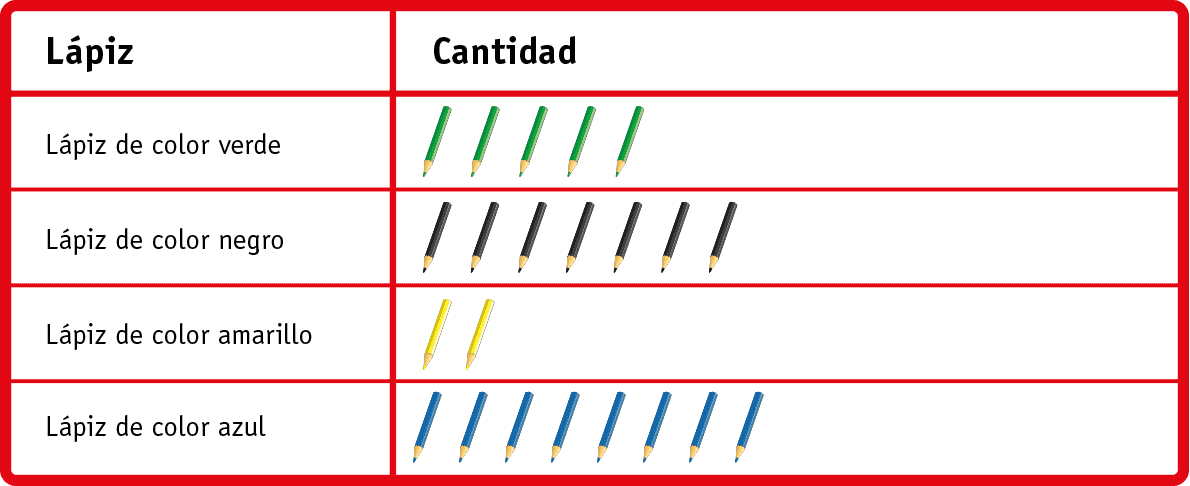 Lápiz Cantidad
Lápiz de color verde
Lápiz de color negro
Lápiz de color amarillo
Lápiz de color azul